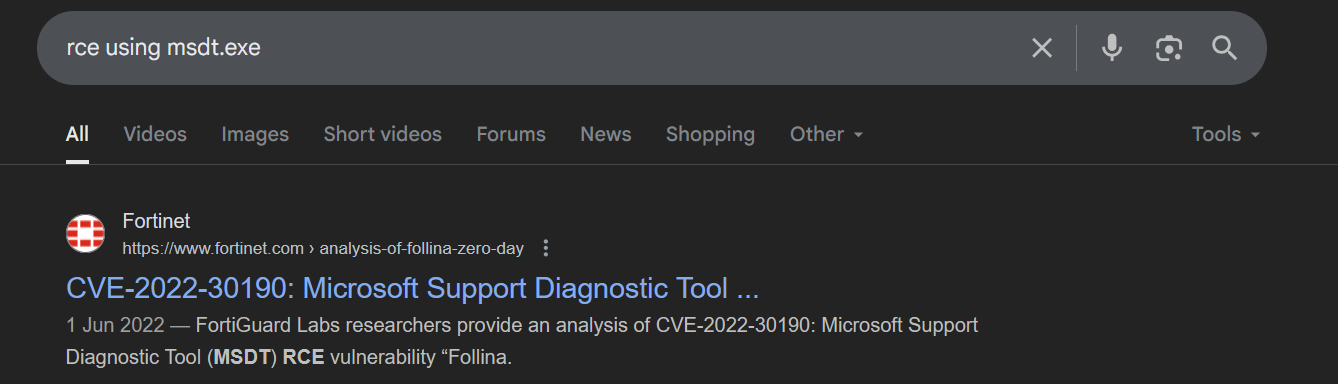 rce using msdt.exe
All Videos Images Short videos Forums News Shopping Other Tools
Fortinet
https://www.fortinet.com › analysis-of-follina-zero-day
CVE-2022-30190: Microsoft Support Diagnostic Tool ...
1 Jun 2022 — FortiGuard Labs researchers provide an analysis of CVE-2022-30190: Microsoft Support
Diagnostic Tool (MSDT) RCE vulnerability “Follina.